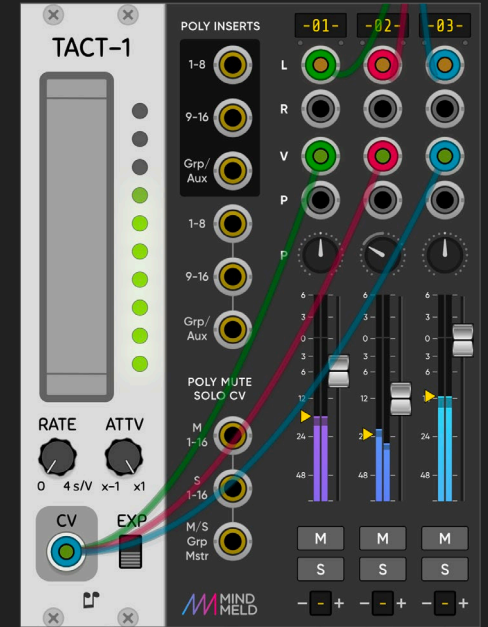 TACT-1
RATE
ATTV
0
4 s/V
x-1
x1
CV
EXP
POLY INSERTS
1-8
9-16
Grp/
Aux
1-8
9-16
Grp/
Aux
POLY MUTE
SOLO CV
M
1-16
S
1-16
M/S
Grp
Mstr
MIND
MELD
-01-
-02-
-03-
L
R
V
P
P
6
3
0
3
6
12
24
48
6
3
0
3
6
12
48
6
3
0
3
6
24
48
M
M
M
S
S
S
- - +
- - +
- - +